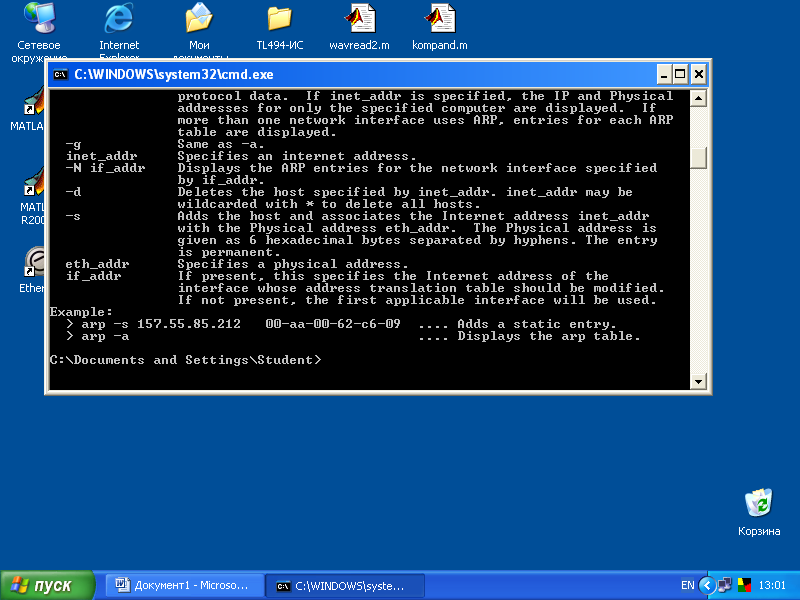 Сетевое
окружение
Internet
Explorer
Мои
документы
TL494-ИС
wavread2.m
kompand.m
MATLA
MATL
R200
Ether
C:\WINDOWS\system32\cmd.exe
protocol data.  If inet_addr is specified, the IP and Physical
addresses for only the specified computer are displayed.  If
more than one network interface uses ARP, entries for each ARP
table are displayed.
-g            Same as -a.
inet_addr     Specifies an internet address.
-N if_addr    Displays the ARP entries for the network interface specified
by if_addr.
-d            Deletes the host specified by inet_addr. inet_addr may be
wildcarded with * to delete all hosts.
-s            Adds the host and associates the Internet address inet_addr
with the Physical address eth_addr.  The Physical address is
given as 6 hexadecimal bytes separated by hyphens. The entry
is permanent.
eth_addr      Specifies a physical address.
if_addr       If present, this specifies the Internet address of the
interface whose address translation table should be modified.
If not present, the first applicable interface will be used.
Example:
> arp -s 157.55.85.212   00-aa-00-62-c6-09  .... Adds a static entry.
> arp -a                                    .... Displays the arp table.
C:\Documents and Settings\Student>
Корзина
пуск
Документ1 - Microso...
C:\WINDOWS\syste...
EN
13:01